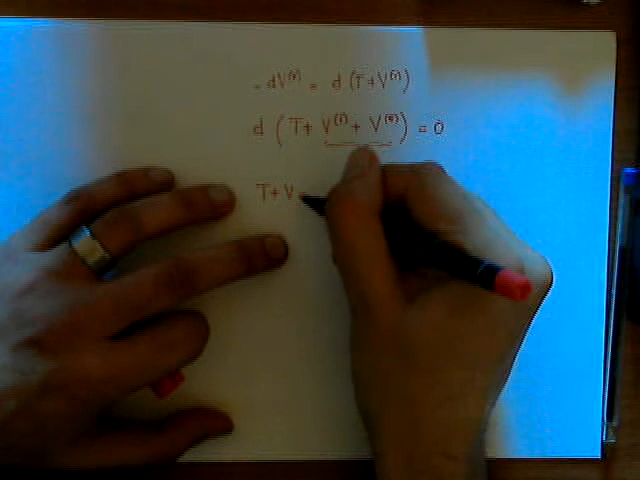 - dV⁽ᵉ⁾ = d (T+V⁽ⁱ⁾)
d (T+ V⁽ⁱ⁾+ V⁽ᵉ⁾) = 0
T+V